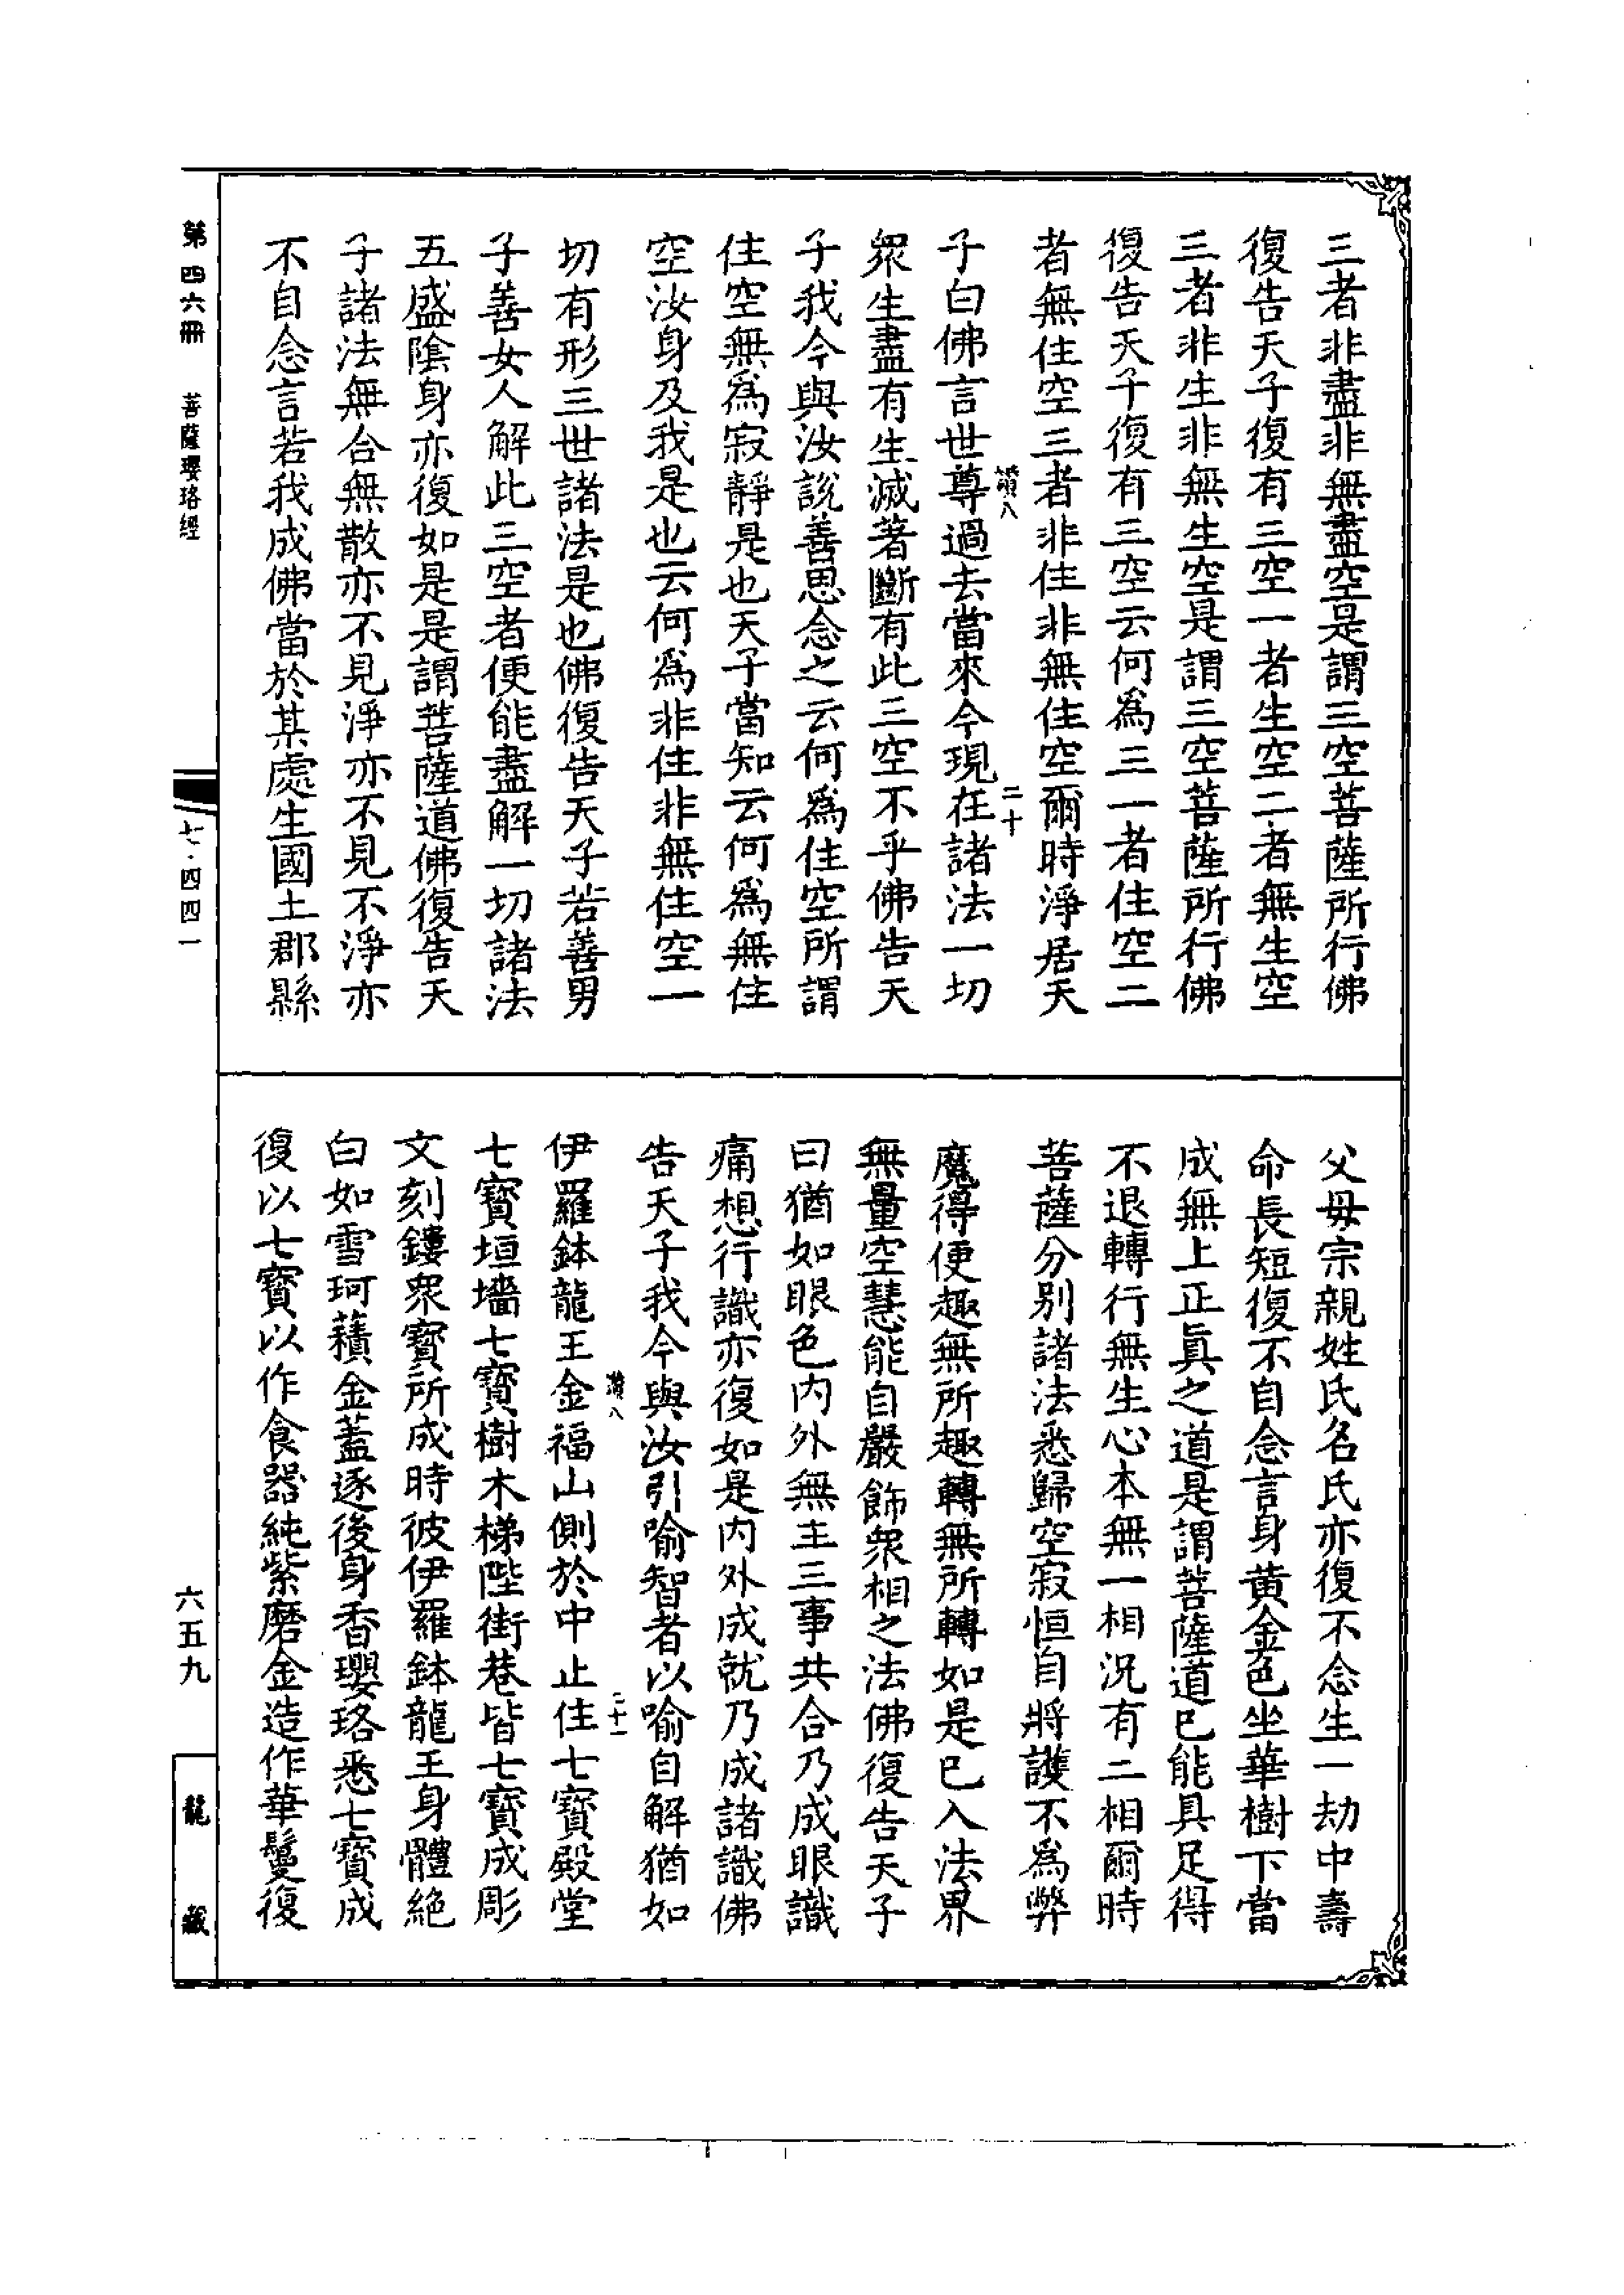 三者非盡非無盡空是謂三空菩薩所行佛
復告天子復有三空一者生空二者無生空
三者非生非無生空是謂三空菩薩所行佛
復告天子復有三空云何爲三一者住空二
者無住空三者非住非無住空爾時淨居天
讃八
二十
子白佛言世尊過去當來今現在諸法一切
衆生盡有生滅著斷有此三空不乎佛告天
子我今與汝說善思念之云何爲住空所謂
住空無爲寂靜是也天子當知云何爲無住
空汝身及我是也云何爲非住非無住空一
切有形三世諸法是也佛復告天子若善男
子善女人解此三空者便能盡解一切諸法
五盛陰身亦復如是是謂菩薩道佛復告天
子諸法無合無散亦不見淨亦不見不淨亦
不自念言若我成佛當於某處生國土郡縣
父母宗親姓氏名氏亦復不念生一劫中壽
命長短復不自念言身黄金色坐華樹下當
成無上正眞之道是謂菩薩道已能具足得
不退轉行無生心本無一相況有二相爾時
菩薩分別諸法悉歸空寂恒自將護不爲弊
魔得便趣無所趣轉無所轉如是已入法界
無量空慧能自嚴飾衆相之法佛復告天子
曰猶如眼色内外無主三事共合乃成眼識
痛想行識亦復如是内外成就乃成諸識佛
告天子我今與汝引喻智者以喻自解猶如
讃八
二十一
伊羅鉢龍王金福山側於中止住七寶殿堂
七寶垣墻七寶樹木梯陛街巷皆七寶成彫
文刻鏤衆寶所成時彼伊羅鉢龍王身體絶
白如雪珂𧂐金蓋逐後身香瓔珞悉七寶成
復以七寶以作食器純紫磨金造作華鬘復
第四六冊　菩薩瓔珞經
七·四四一
六五九
龍藏